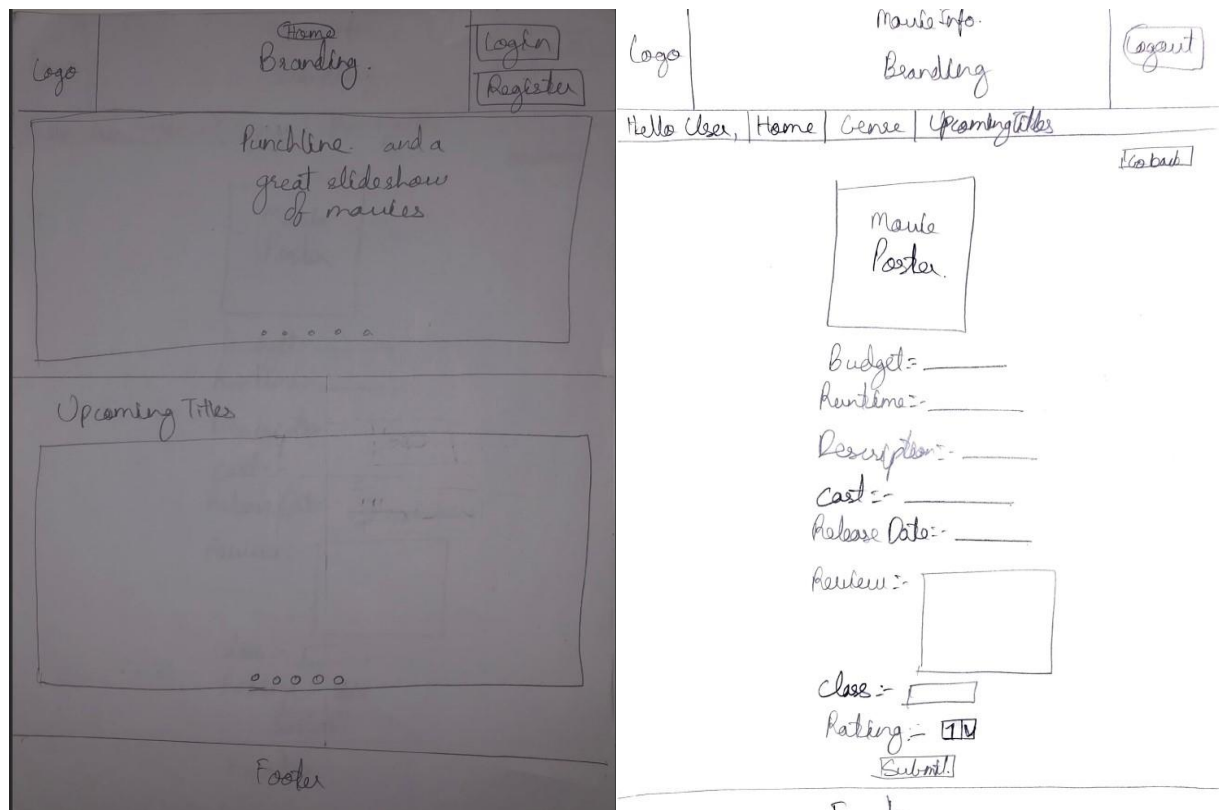 Home
Logo
Branding.
Login
Register
Punchline. and a
great slideshow
of movies
Upcoming Titles
Footer
Movie Info.
Logo
Branding
Logout
Hello User,
Home
Genre
Upcoming Titles
Go back
Movie
Poster.
Budget:-
Runtime:-
Description:-
Cast:-
Release Date:-
Review:-
Class:-
Rating:- 1
Submit.